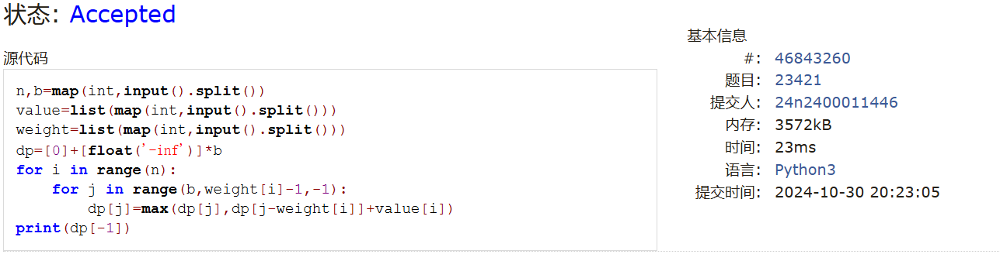 状态: Accepted
源代码
n,b=map(int,input().split())
value=list(map(int,input().split()))
weight=list(map(int,input().split()))
dp=[0]+[float('-inf')]*b
for i in range(n):
    for j in range(b,weight[i]-1,-1):
        dp[j]=max(dp[j],dp[j-weight[i]]+value[i])
print(dp[-1])
基本信息
#: 46843260
题目: 23421
提交人: 24n2400011446
内存: 3572kB
时间: 23ms
语言: Python3
提交时间: 2024-10-30 20:23:05